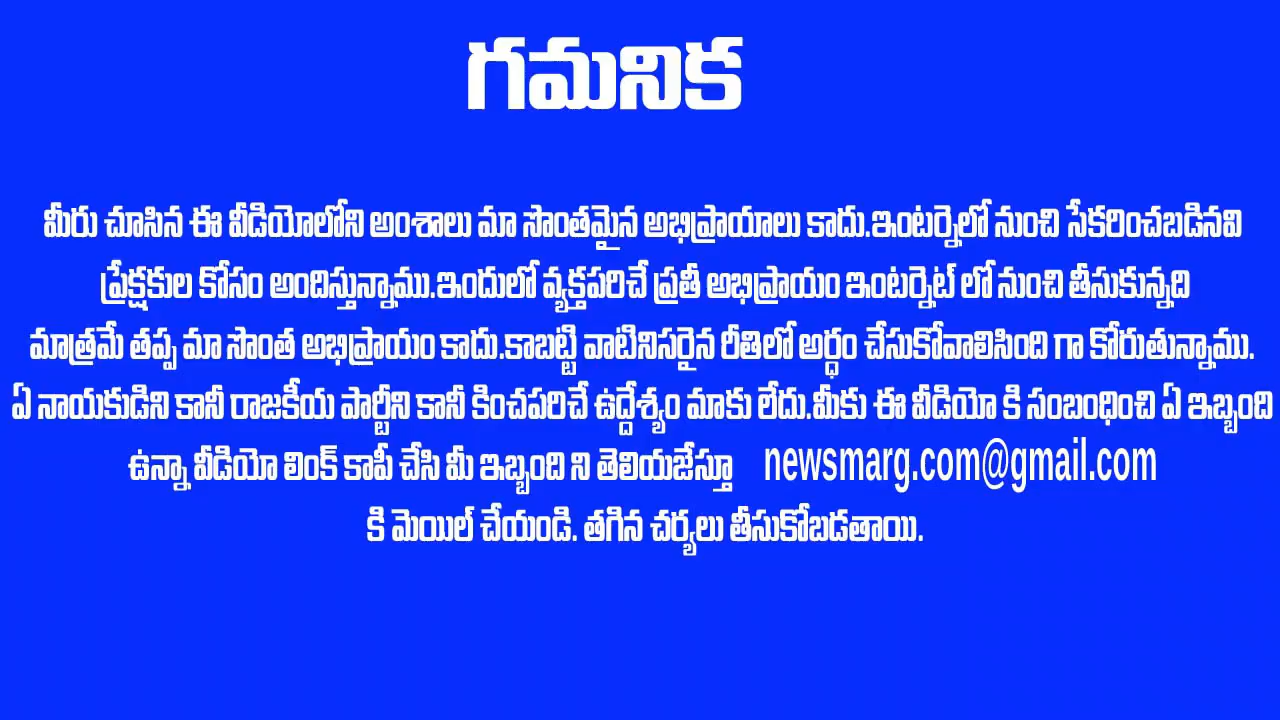 గమనిక
మీరు చూసిన ఈ వీడియోలోని అంశాలు మా సొంతమైన అభిప్రాయాలు కాదు.ఇంటర్నెలో నుంచి సేకరించబడినవి
ప్రేక్షకుల కోసం అందిస్తున్నాము.ఇందులో వ్యక్తపరిచే ప్రతీ అభిప్రాయం ఇంటర్నెట్ లో నుంచి తీసుకున్నది
మాత్రమే తప్ప మా సొంత అభిప్రాయం కాదు.కాబట్టి వాటినిసరైన రీతిలో అర్ధం చేసుకోవాలిసింది గా కోరుతున్నాము.
ఏ నాయకుడిని కానీ రాజకీయ పార్టీని కానీ కించపరిచే ఉద్దేశ్యం మాకు లేదు.మీకు ఈ వీడియో కి సంబంధించి ఏ ఇబ్బంది
ఉన్నా వీడియో లింక్ కాపీ చేసి మీ ఇబ్బంది ని తెలియజేస్తూ newsmarg.com@gmail.com
కి మెయిల్ చేయండి. తగిన చర్యలు తీసుకోబడతాయి.